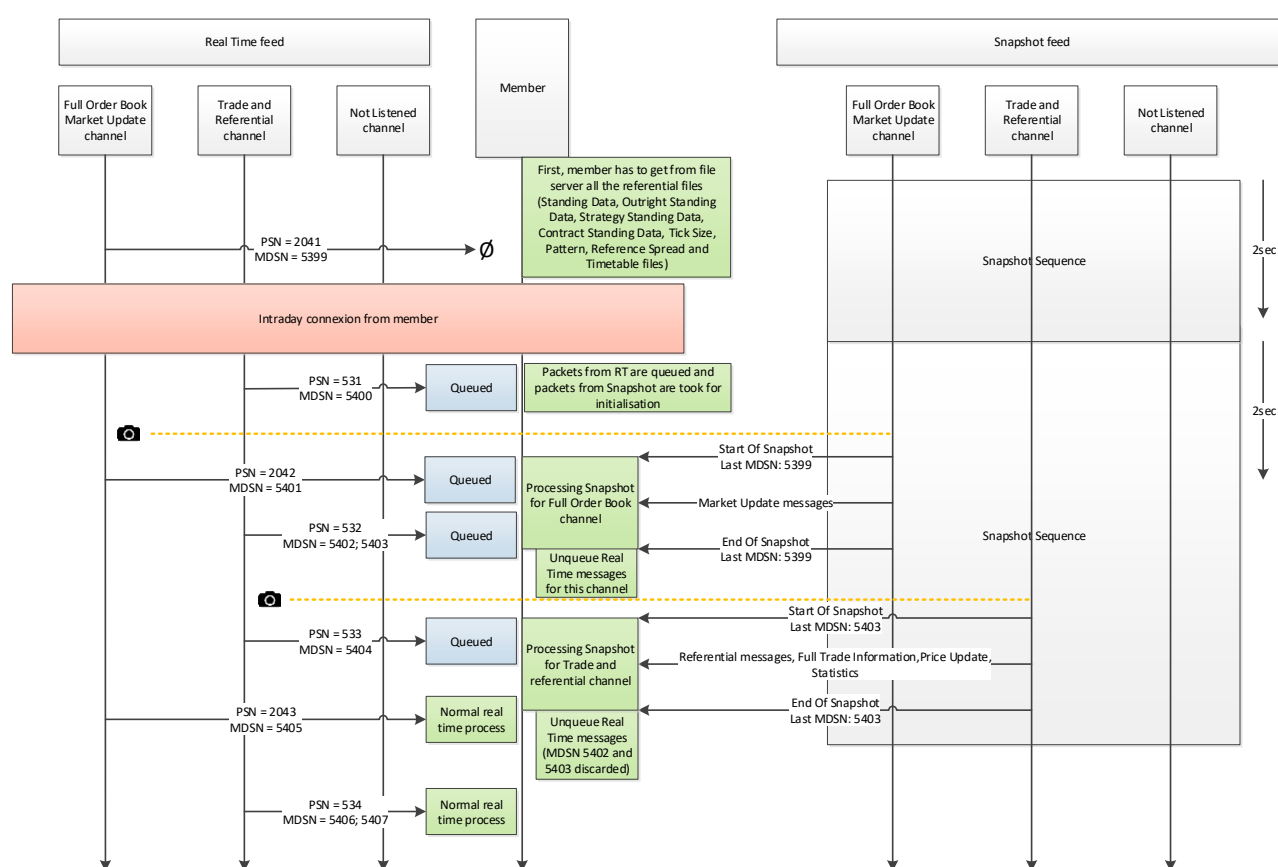 Real Time feed
Member
Snapshot feed
Full Order Book
Market Update
channel
Trade and
Referential
channel
Not Listened
channel
Full Order Book
Market Update
channel
Trade and
Referential
channel
Not Listened
channel
First, member has to get from file
server all the referential files
(Standing Data, Outright Standing
Data, Strategy Standing Data,
Contract Standing Data, Tick Size,
Pattern, Reference Spread and
Timetable files)
PSN = 2041
MDSN = 5399
Ø
Snapshot Sequence
2sec
Intraday connexion from member
PSN = 531
MDSN = 5400
Queued
Packets from RT are queued and
packets from Snapshot are took for
initialisation
2sec
Start Of Snapshot
Last MDSN: 5399
PSN = 2042
MDSN = 5401
Queued
Processing Snapshot
for Full Order Book
channel
Market Update messages
PSN = 532
MDSN = 5402; 5403
Queued
End Of Snapshot
Last MDSN: 5399
Snapshot Sequence
Unqueue Real
Time messages
for this channel
Start Of Snapshot
Last MDSN: 5403
PSN = 533
MDSN = 5404
Queued
Processing Snapshot
for Trade and
referential channel
Referential messages, Full Trade Information,Price Update,
Statistics
End Of Snapshot
Last MDSN: 5403
PSN = 2043
MDSN = 5405
Normal real
time process
Unqueue Real
Time messages
(MDSN 5402 and
5403 discarded)
PSN = 534
MDSN = 5406; 5407
Normal real
time process